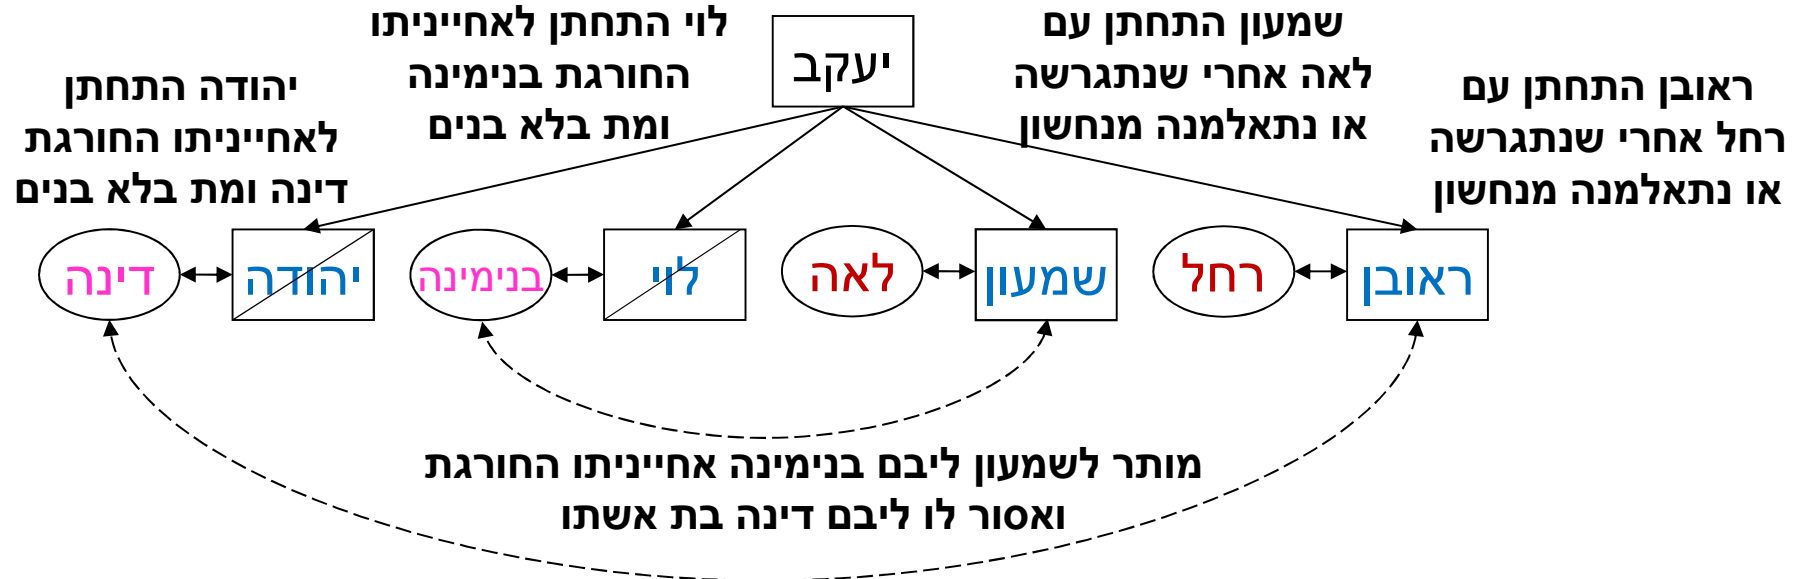 יעקב
ראובן התחתן עם
רחל אחרי שנתגרשה
או נתאלמנה מנחשון
שמעון התחתן עם
לאה אחרי שנתגרשה
או נתאלמנה מנחשון
לוי התחתן לאחייניתו
החורגת בנימינה
ומת בלא בנים
יהודה התחתן
לאחייניתו החורגת
דינה ומת בלא בנים
ראובן
רחל
שמעון
לאה
לוי
בנימינה
יהודה
דינה
מותר לשמעון ליבם בנימינה אחייניתו החורגת
ואסור לו ליבם דינה בת אשתו